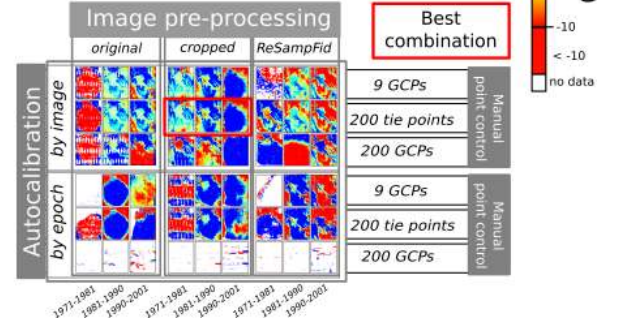 Image pre-processing
original
cropped
ReSampFid
Best
combination
-10
< -10
no data
Autocalibration
by image
by epoch
9 GCPs
200 tie points
200 GCPs
Manual
point control
9 GCPs
200 tie points
200 GCPs
Manual
point control
1971-1981
1981-1990
1990-2001
1971-1981
1981-1990
1990-2001
1971-1981
1981-1990
1990-2001